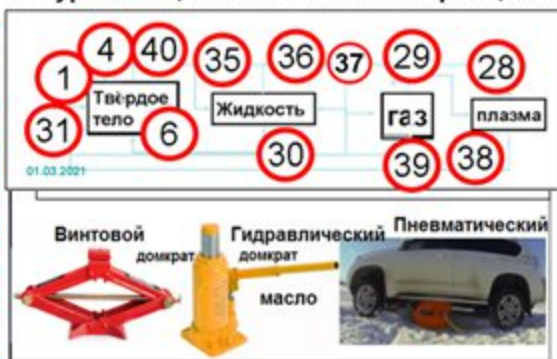 4 40 35 36 37 29 28
1
Твердое
тело
Жидкость
газ
плазма
31 6 30 39 38
01.03.2021
Винтовой
домкрат
Гидравлический
домкрат
масло
Пневматический